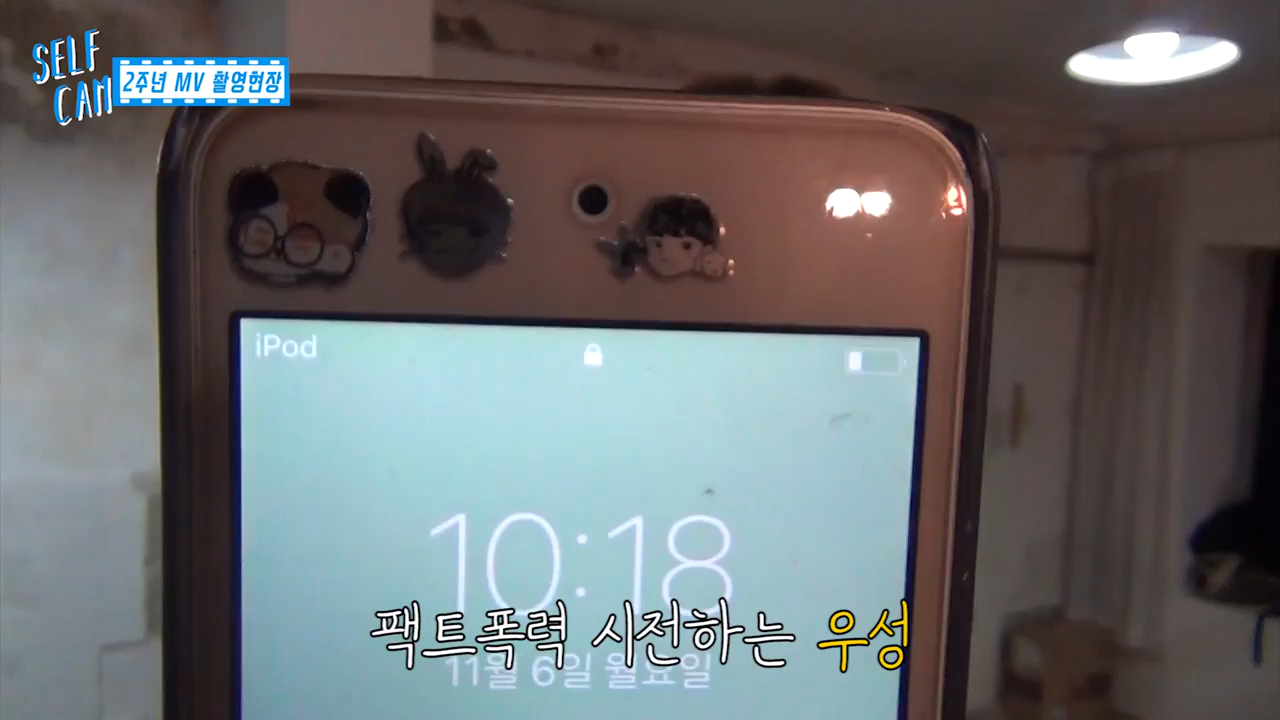 SELF
CAM
2주년 MV 촬영현장
iPod
10:18
팩트폭력 시전하는 우성
11월 6일 월요일